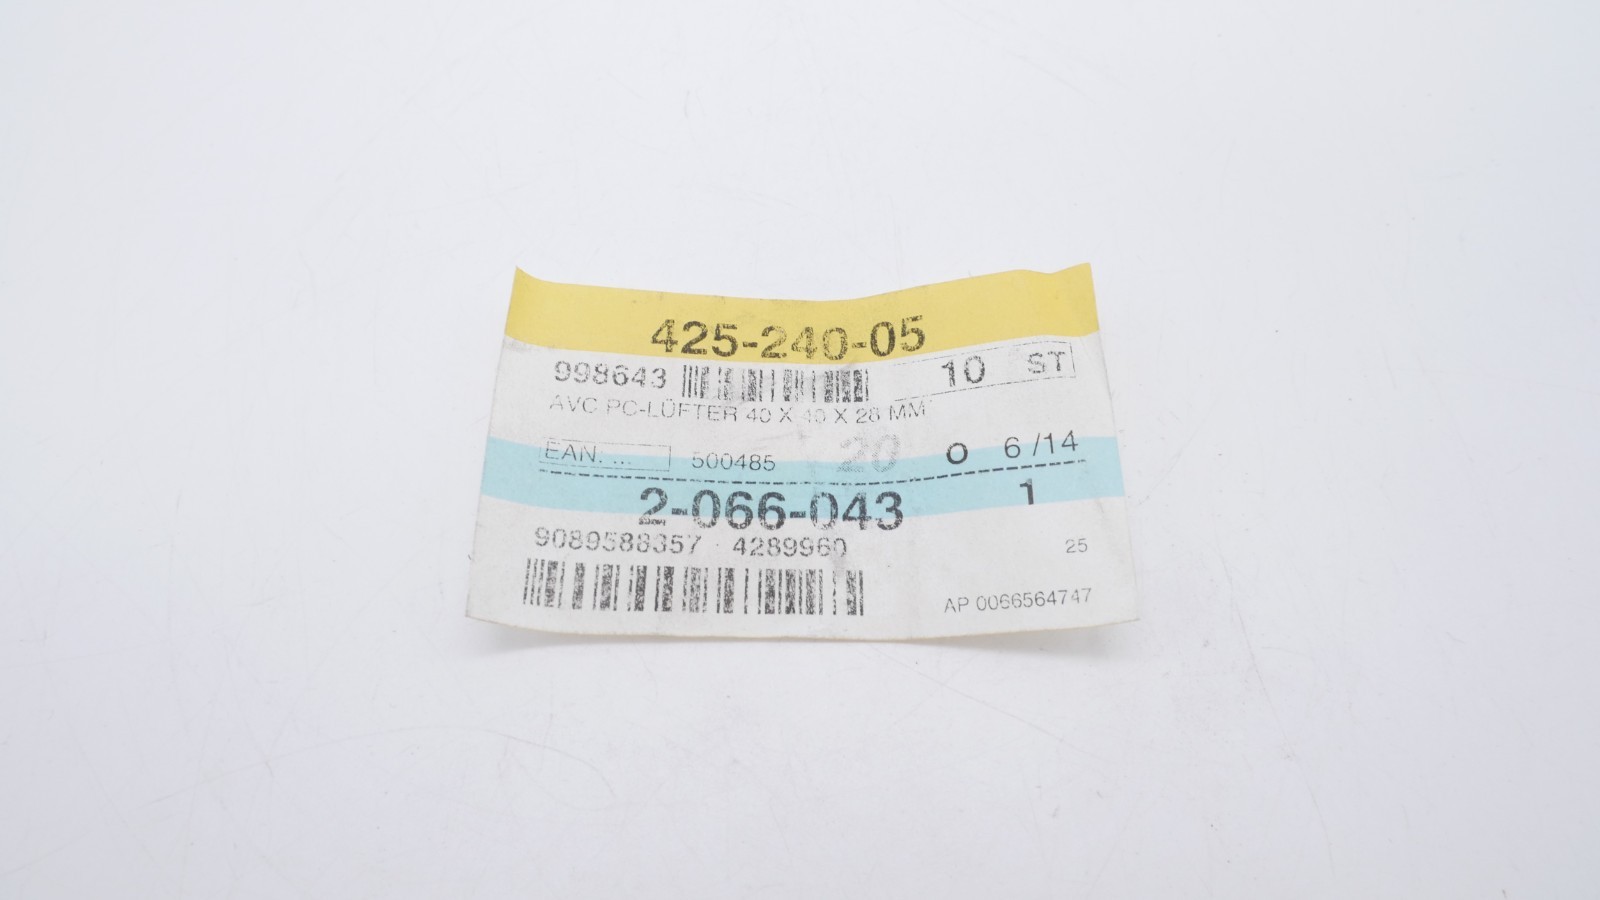 425-240-05
998643 10 ST
AVC PC-LÜFTER 40 X 40 X 28 MM
EAN: ... 500485 20 O 6 /14
2-066-043 1
9089588357 4289960 25
AP 0066564747